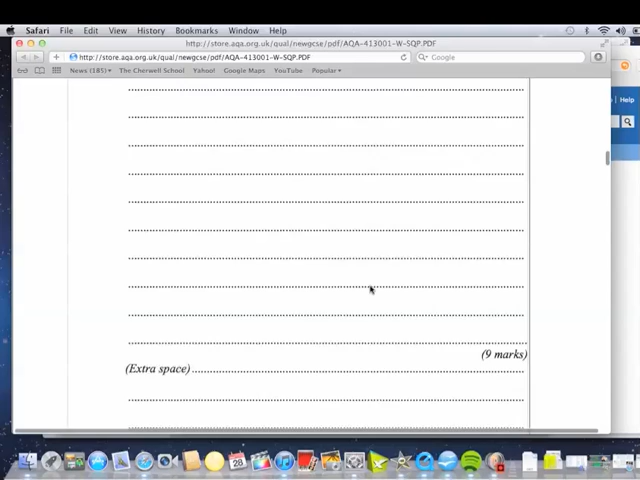 Safari File Edit View History Bookmarks Window Help
http://store.aqa.org.uk/qual/newgcse/pdf/AQA-413001-W-SQP.PDF
http://store.aqa.org.uk/qual/newgcse/pdf/AQA-413001-W-SQP.PDF Google
News (185) The Cherwell School Yahoo! Google Maps YouTube Popular
Help
(9 marks)
(Extra space)
28